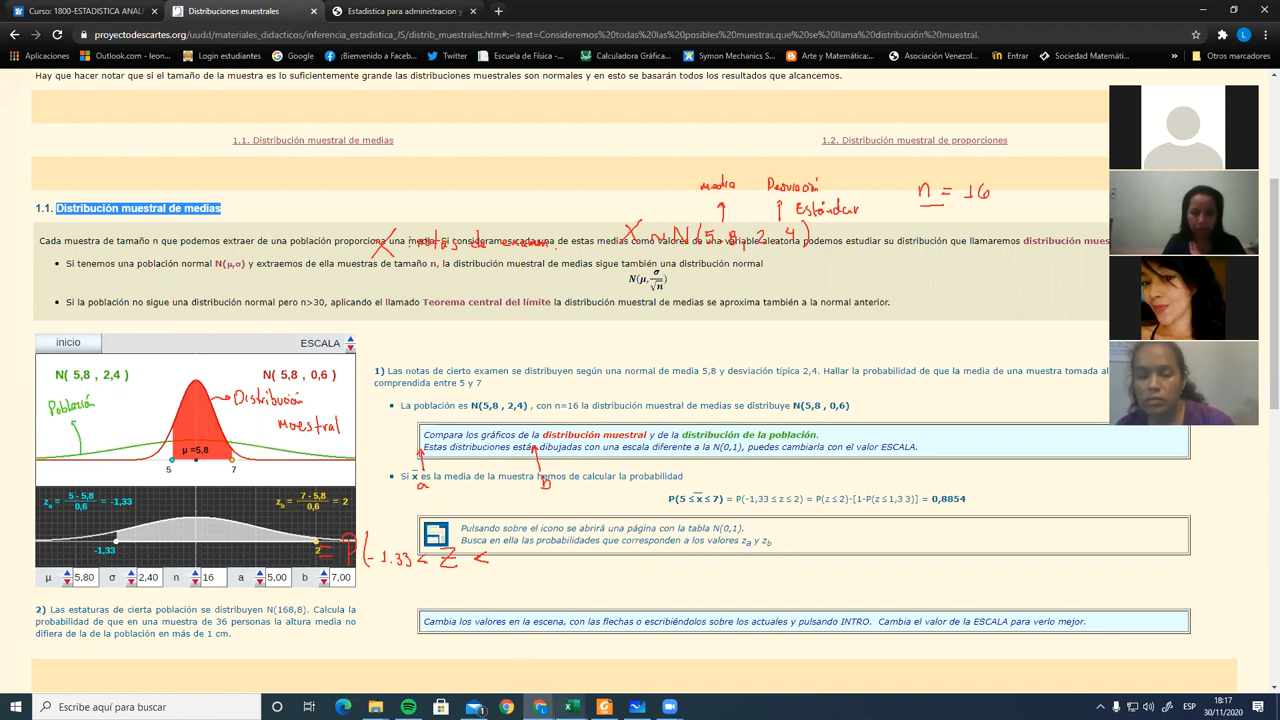 Curso: 1800-ESTADÍSTICA APLICAD
Distribución muestral de medias
Estadistica para administracion y
proyectodescartes.org/uudd/materiales_didacticos/inferencia_estadistica_JS/distrib_muestrales.htm#:~:text=Consideremos%20todas%20las%20posibles%20muestras,que%20se%20llama%20distribución%20muestral.
Aplicaciones
Outlook.com - leon...
Login estudiantes
Google
¡Bienvenido a Faceb...
Twitter
Escuela de Física -...
Calculadora Gráfica...
Symon Mechanics S...
Arte y Matemática:...
Asociación Venezol...
Entrar
Sociedad Matemáti...
»
Otros marcadores
Hay que hacer notar que si el tamaño de la muestra es lo suficientemente grande las distribuciones muestrales son normales y en esto se basarán todos los resultados que alcancemos.
1.1. Distribución muestral de medias
1.2. Distribución muestral de proporciones
media
Desviación
Estándar
n = 16
1.1. Distribución muestral de medias
X notas de examen.
X ~ N(5,8, 2,4)
Cada muestra de tamaño n que podemos extraer de una población proporciona una media. Si consideramos cada una de estas medias como valores de una variable aleatoria podemos estudiar su distribución que llamaremos distribución mues
Si tenemos una población normal N(μ,σ) y extraemos de ella muestras de tamaño n, la distribución muestral de medias sigue también una distribución normal
N(μ, σ/√n)
Si la población no sigue una distribución normal pero n>30, aplicando el llamado Teorema central del límite la distribución muestral de medias se aproxima también a la normal anterior.
inicio
ESCALA
N( 5,8 , 2,4 )
N( 5,8 , 0,6 )
Población
Distribución
Muestral
μ =5,8
5
7
z a = 5 - 5,8 / 0,6 = -1,33
z b = 7 - 5,8 / 0,6 = 2
-1,33
2
μ 5,80 σ 2,40 n 16 a 5,00 b 7,00
1) Las notas de cierto examen se distribuyen según una normal de media 5,8 y desviación típica 2,4. Hallar la probabilidad de que la media de una muestra tomada al
comprendida entre 5 y 7
La población es N(5,8 , 2,4) , con n=16 la distribución muestral de medias se distribuye N(5,8 , 0,6)
Compara los gráficos de la distribución muestral y de la distribución de la población.
Estas distribuciones están dibujadas con una escala diferente a la N(0,1), puedes cambiarla con el valor ESCALA.
Si x̄ es la media de la muestra hemos de calcular la probabilidad
a
b
P(5 ≤x̄≤ 7) = P(-1,33 ≤ z ≤ 2) = P(z ≤ 2)-[1-P(z ≤ 1,3 3)] = 0,8854
Pulsando sobre el icono se abrirá una página con la tabla N(0,1).
Busca en ella las probabilidades que corresponden a los valores za y zb
= P(-1.33 < Z <
2) Las estaturas de cierta población se distribuyen N(168,8). Calcula la
probabilidad de que en una muestra de 36 personas la altura media no
difiera de la de la población en más de 1 cm.
Cambia los valores en la escena, con las flechas o escribiéndolos sobre los actuales y pulsando INTRO. Cambia el valor de la ESCALA para verlo mejor.
Escribe aquí para buscar
1
ESP
18:17
30/11/2020